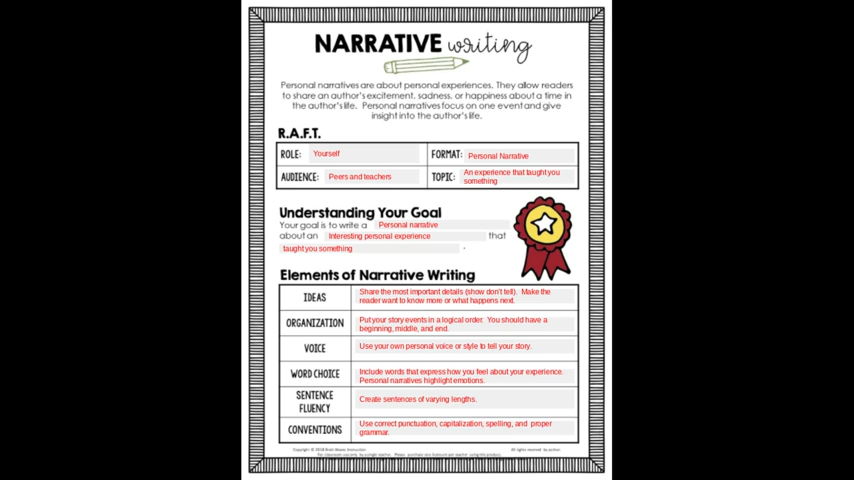 NARRATIVE writing
Personal narratives are about personal experiences. They allow readers
to share an author's excitement, sadness, or happiness about a time in
the author's life. Personal narratives focus on one event and give
insight into the author's life.
R.A.F.T.
ROLE: Yourself
FORMAT: Personal Narrative
AUDIENCE: Peers and teachers
TOPIC: An experience that taught you
something
Understanding Your Goal
Your goal is to write a Personal narrative
about an Interesting personal experience that
taught you something .
Elements of Narrative Writing
IDEAS
Share the most important details (show don't tell). Make the
reader want to know more or what happens next.
ORGANIZATION
Put your story events in a logical order. You should have a
beginning, middle, and end.
VOICE
Use your own personal voice or style to tell your story.
WORD CHOICE
Include words that express how you feel about your experience.
Personal narratives highlight emotions.
SENTENCE
FLUENCY
Create sentences of varying lengths.
CONVENTIONS
Use correct punctuation, capitalization, spelling, and proper
grammar.
Copyright © 2018
All rights reserved by author.